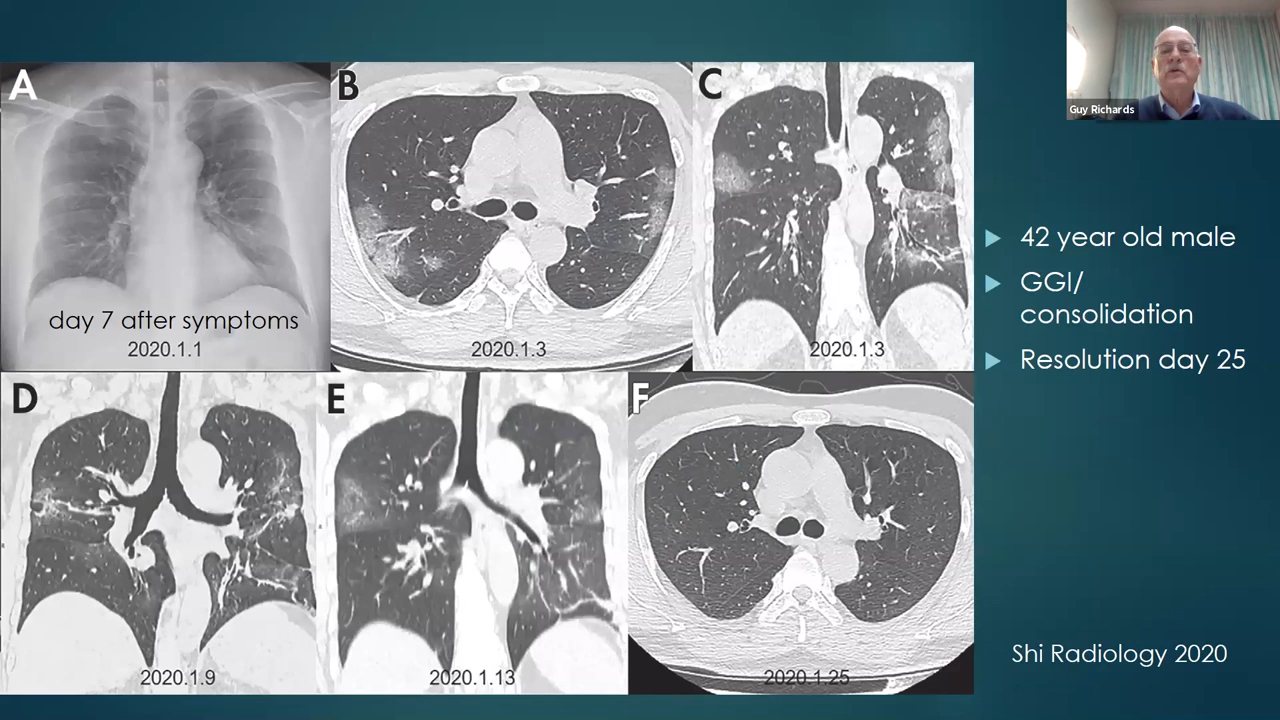 A
B
C
day 7 after symptoms
2020.1.1
2020.1.3
2020.1.3
D
E
F
2020.1.9
2020.1.13
2020.1.25
Guy Richards
42 year old male
GGI/
consolidation
Resolution day 25
Shi Radiology 2020